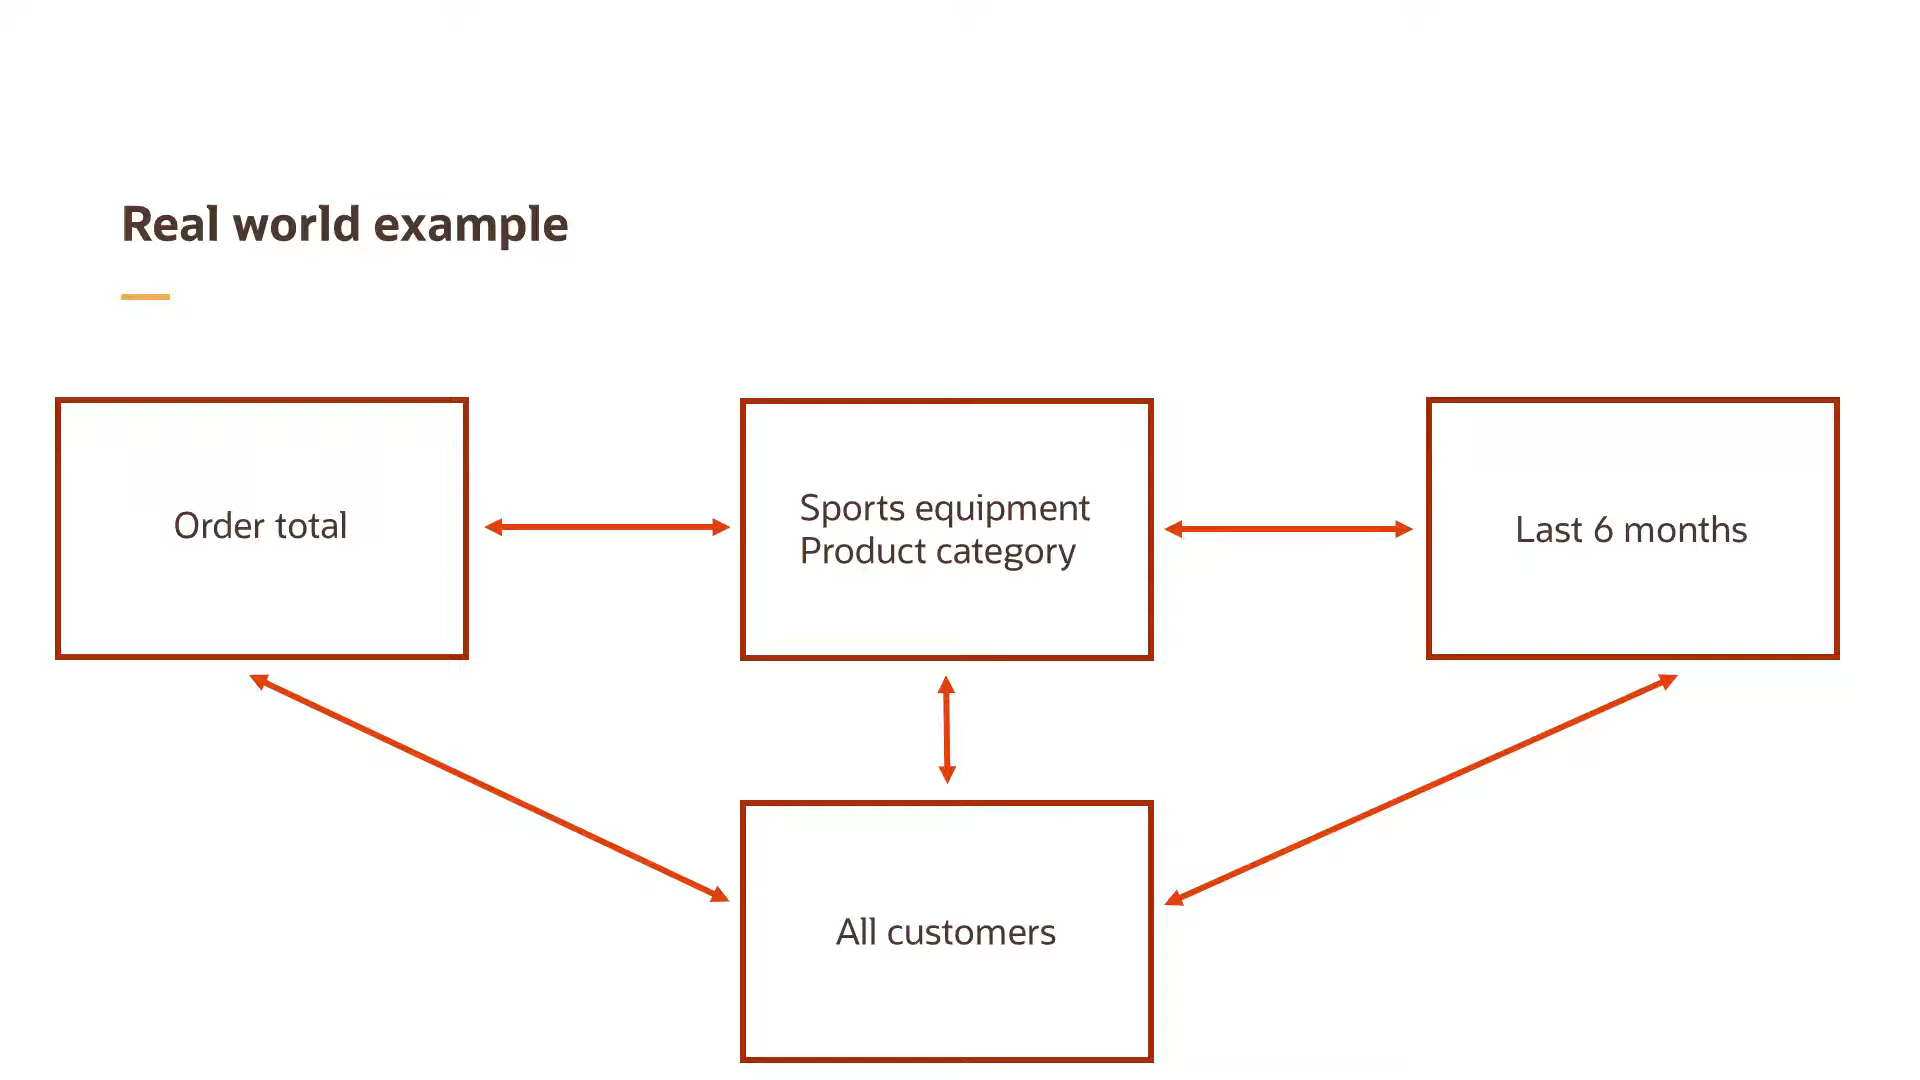 Real world example
Order total
Sports equipment
Product category
Last 6 months
All customers